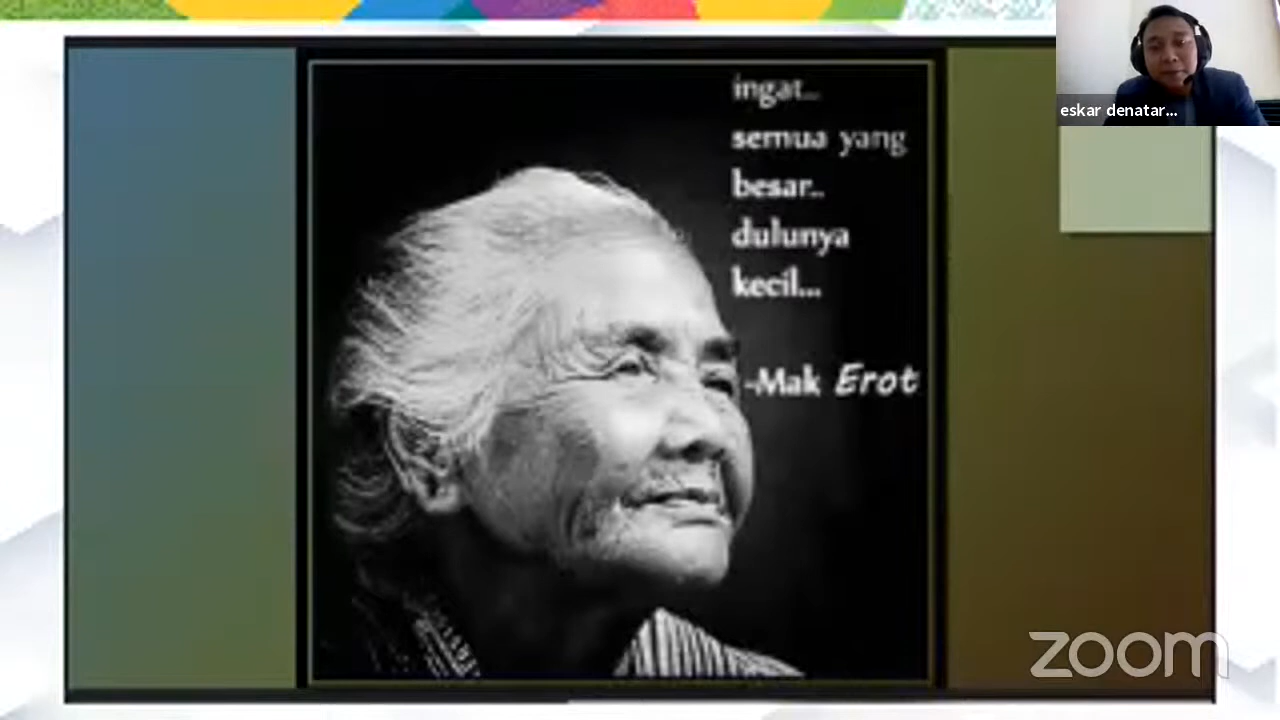 ingat...
semua yang
besar..
dulunya
kecil...
-Mak Erot
eskar denatar...
zoom